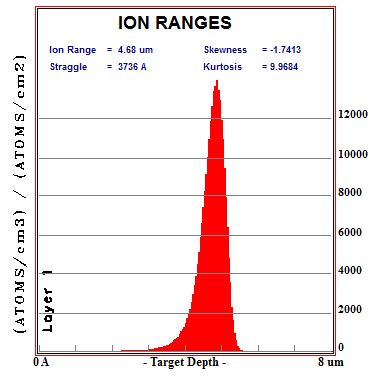 ION RANGES
Ion Range = 4.68 um Skewness = -1.7413
Straggle = 3736 A Kurtosis = 9.9684
(ATOMS/cm3) / (ATOMS/cm2)
Layer 1
12000
10000
8000
6000
4000
2000
0
0 A - Target Depth - 8 um